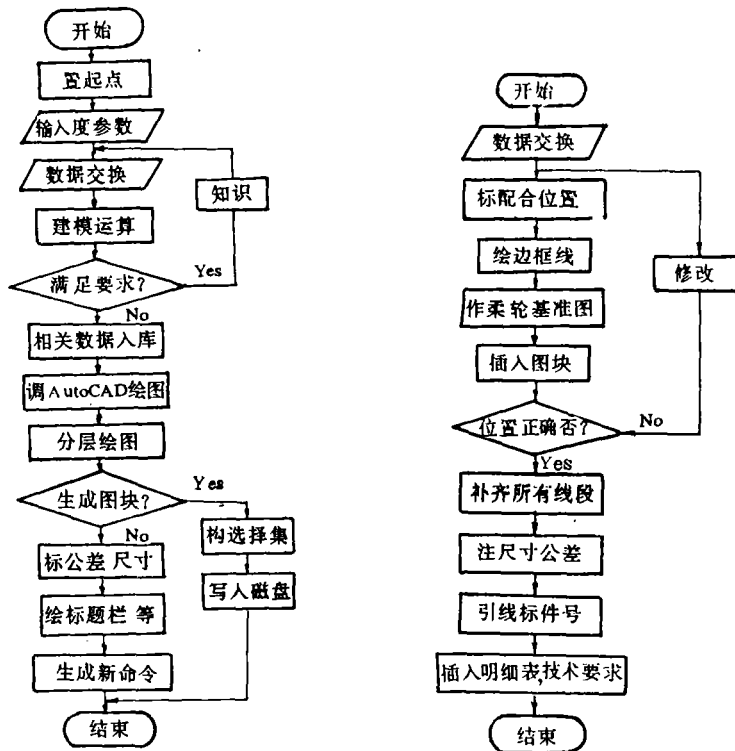 开始
置起点
输入度参数
数据交换
知识
建模运算
满足要求?
Yes
No
相关数据入库
调AutoCAD绘图
分层绘图
生成图块?
Yes
No
构选择集
标公差 尺寸
写入磁盘
绘标题栏 等
生成新命令
结束
开始
数据交换
标配合位置
绘边框线
修改
作柔轮基准图
插入图块
位置正确否?
No
Yes
补齐所有线段
注尺寸公差
引线标件号
插入明细表,技术要求
结束